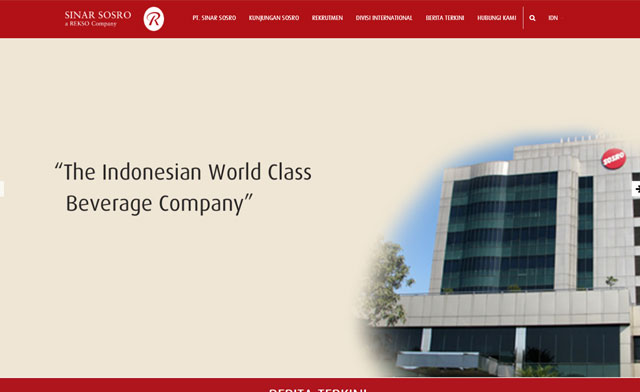 SINAR SOSRO
a REKSO Company
R
PT. SINAR SOSRO KUNJUNGAN SOSRO REKRUTMEN DIVISI INTERNATIONAL BERITA TERKINI HUBUNGI KAMI IDN
“The Indonesian World Class
Beverage Company”
SOSRO
BERITA TERKINI